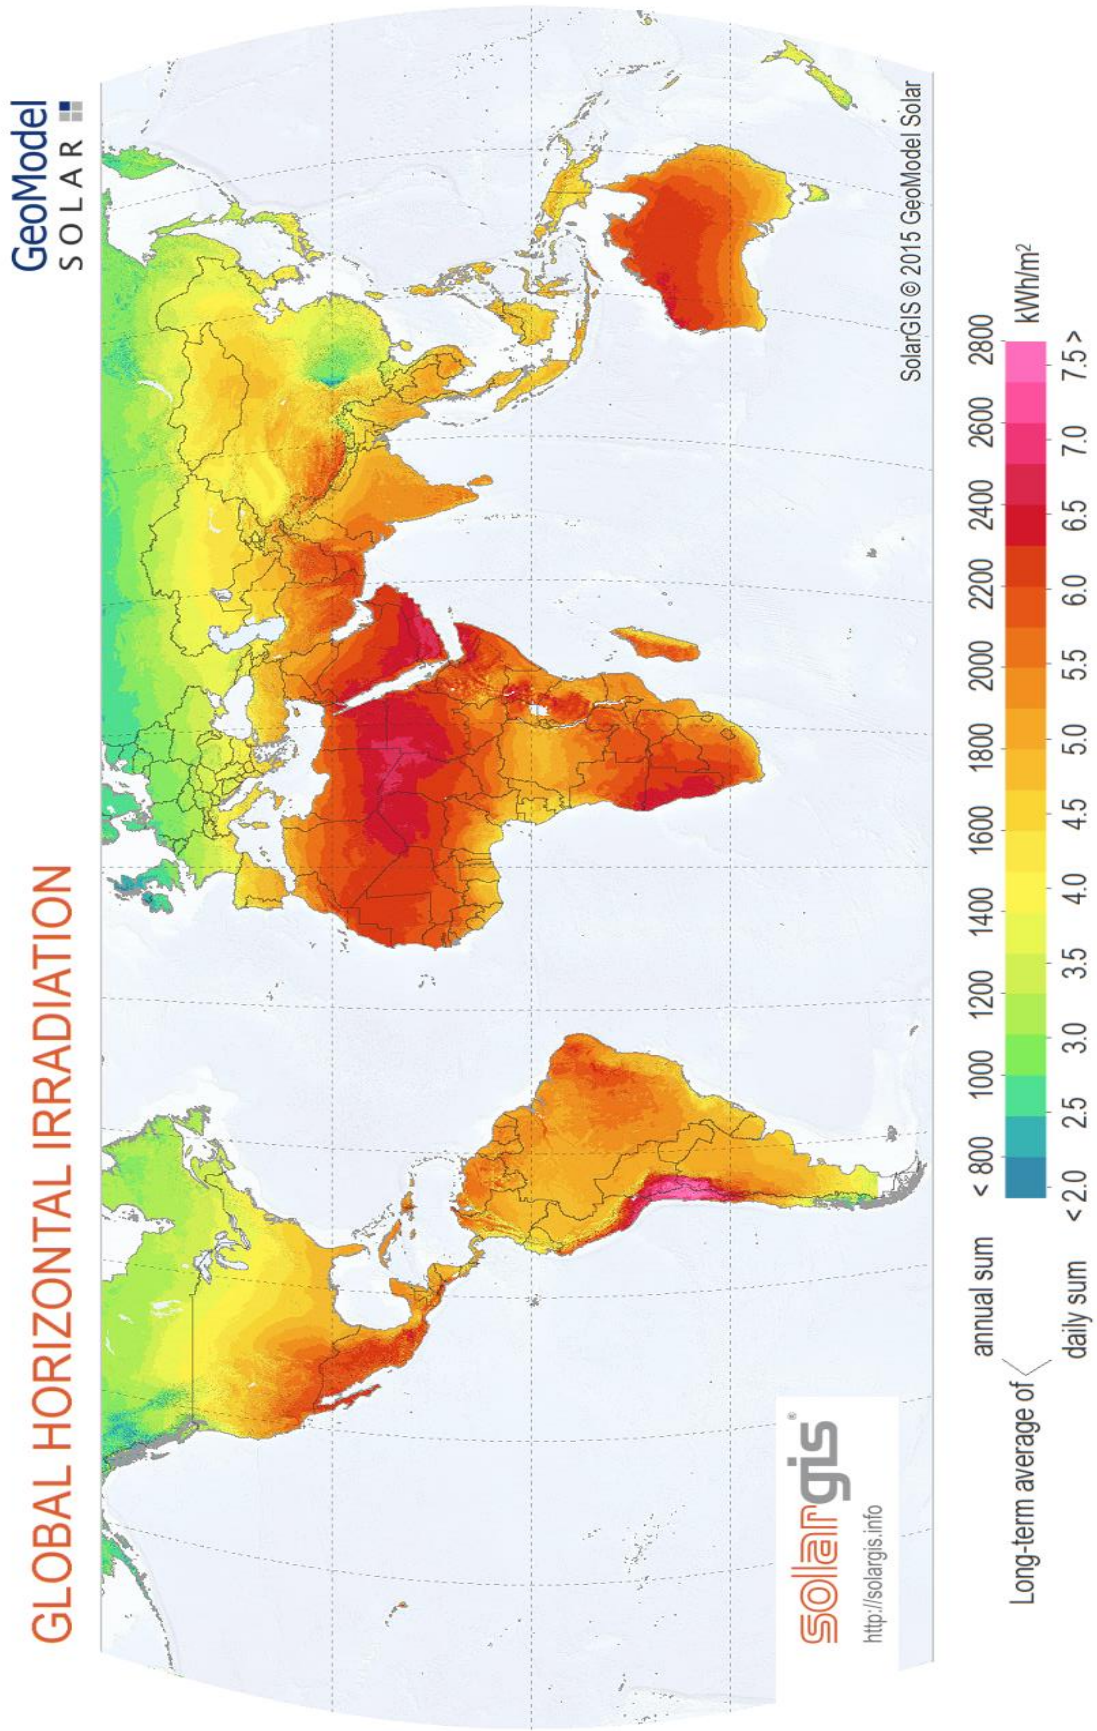 GLOBAL HORIZONTAL IRRADIATION
GeoModel
SOLAR
solargis®
http://solargis.info
SolarGIS © 2015 GeoModel Solar
Long-term average of
annual sum < 800 1000 1200 1400 1600 1800 2000 2200 2400 2600 2800
kWh/m²
daily sum < 2.0 2.5 3.0 3.5 4.0 4.5 5.0 5.5 6.0 6.5 7.0 7.5 >